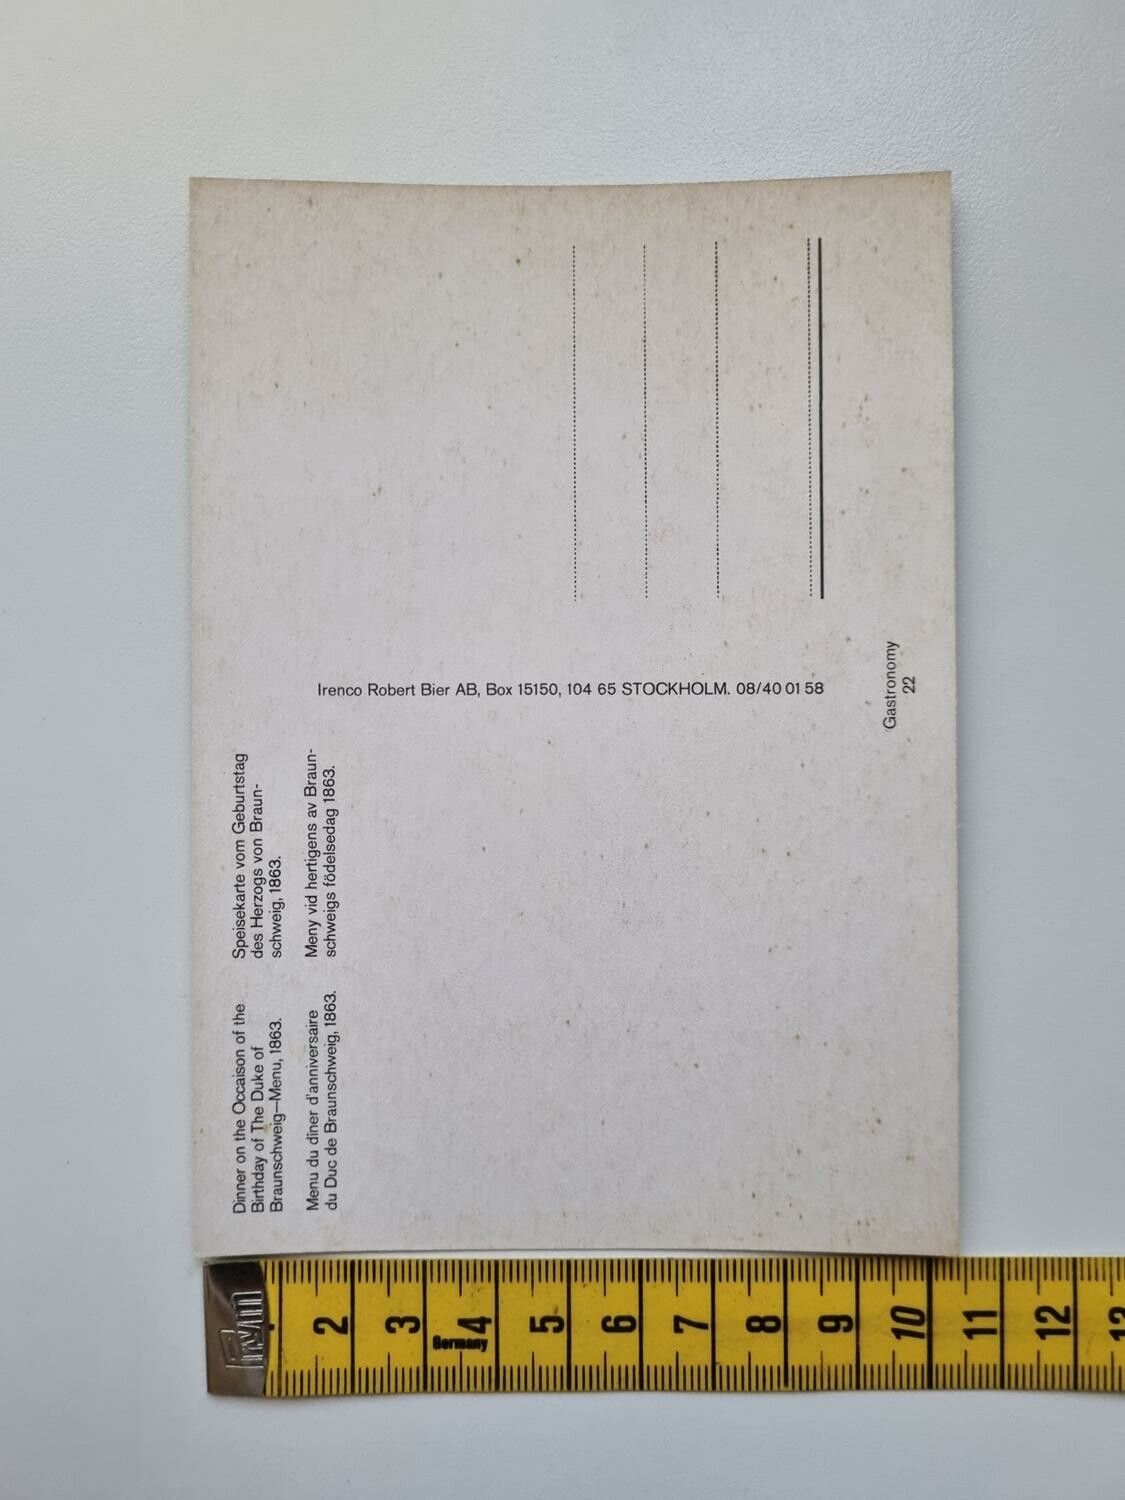 Dinner on the Occaison of the
Birthday of The Duke of
Braunschweig—Menu, 1863.
Speisekarte vom Geburtstag
des Herzogs von Braun-
schweig, 1863.
Menu du diner d'anniversaire
du Duc de Braunschweig, 1863.
Meny vid hertigens av Braun-
schweigs födelsedag 1863.
Irenco Robert Bier AB, Box 15150, 104 65 STOCKHOLM. 08/40 01 58
Gastronomy
22
Prym
2 3 4 5 6 7 8 9 10 11 12 13
Germany